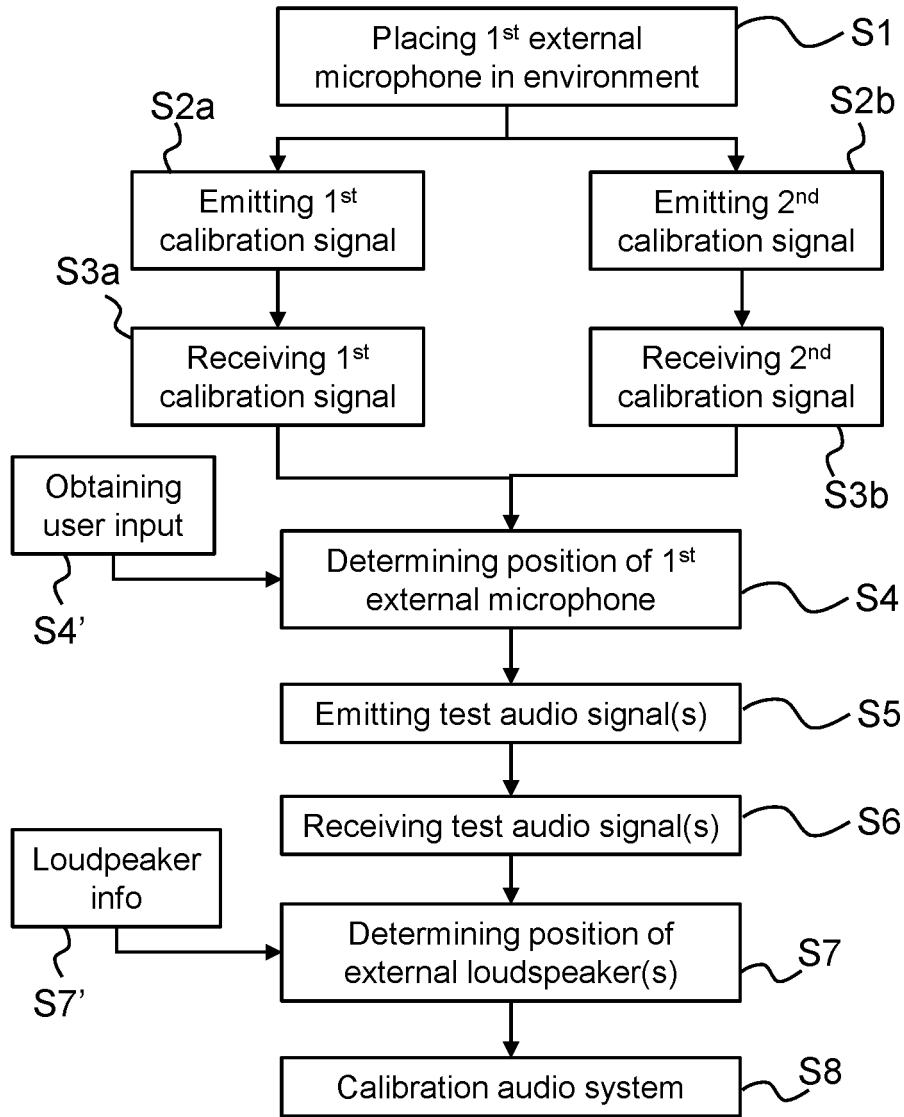 Placing 1st external
microphone in environment
S1
S2a
S2b
Emitting 1st
calibration signal
Emitting 2nd
calibration signal
S3a
Receiving 1st
calibration signal
Receiving 2nd
calibration signal
S3b
Obtaining
user input
S4’
Determining position of 1st
external microphone
S4
Emitting test audio signal(s)
S5
Receiving test audio signal(s)
S6
Loudpeaker
info
S7’
Determining position of
external loudspeaker(s)
S7
Calibration audio system
S8